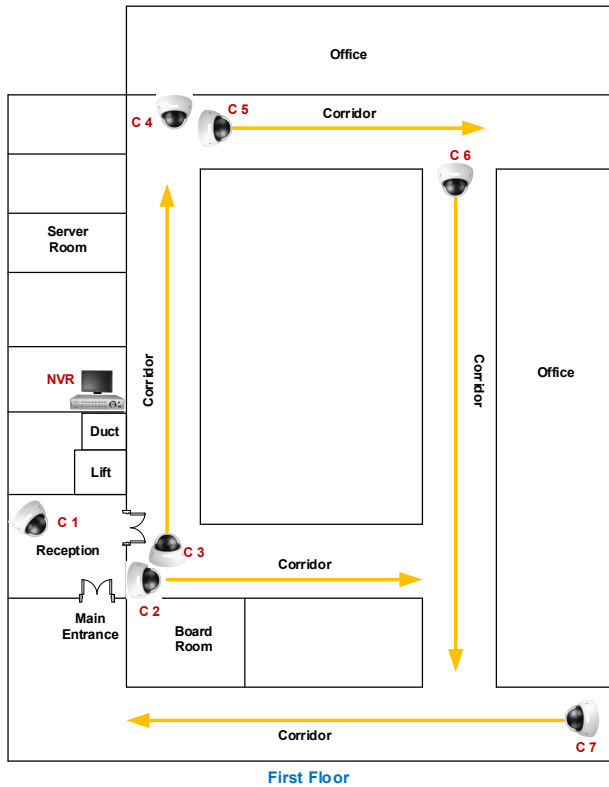 Office
C 4
C 5
Corridor
C 6
Server
Room
Corridor
Corridor
Office
NVR
Duct
Lift
C 1
Reception
C 3
Corridor
C 2
Main
Entrance
Board
Room
Corridor
C 7
First Floor